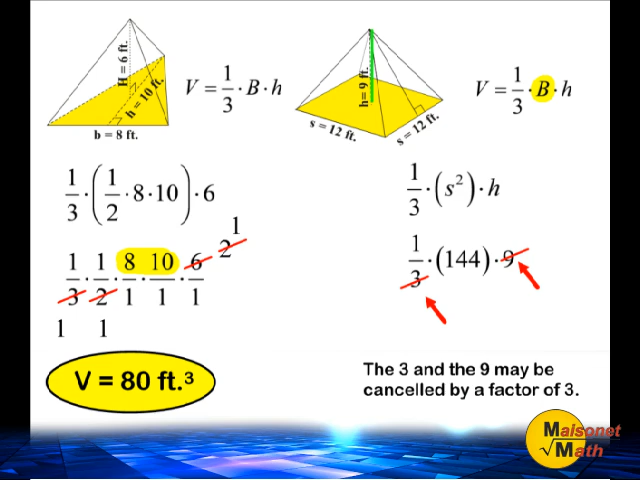 H = 6 ft.
h = 10 ft.
b = 8 ft.
V = 1/3 · B · h
1/3 · (1/2 · 8 · 10) · 6
1
2
1/3 · 1/2 · 8/1 · 10/1 · 6/1
1 1
V = 80 ft.³
h = 9 ft.
s = 12 ft.
s = 12 ft.
V = 1/3 · B · h
1/3 · (s²) · h
1/3 · (144) · 9
The 3 and the 9 may be
cancelled by a factor of 3.
Maisonet
√Math